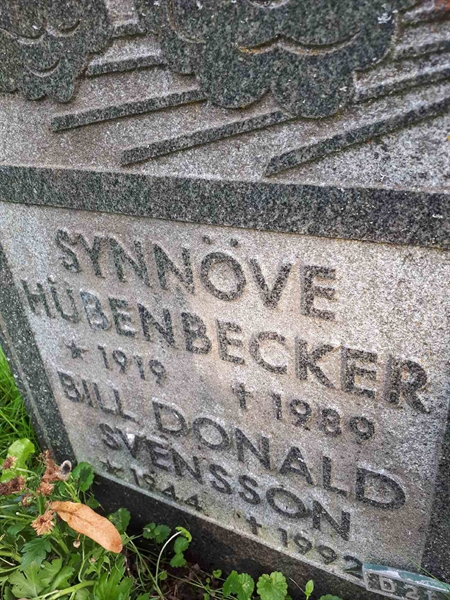 SYNNÖVE
HÜBENBECKER
* 1919 † 1989
BILL DONALD
SVENSSON
* 1944 † 1992